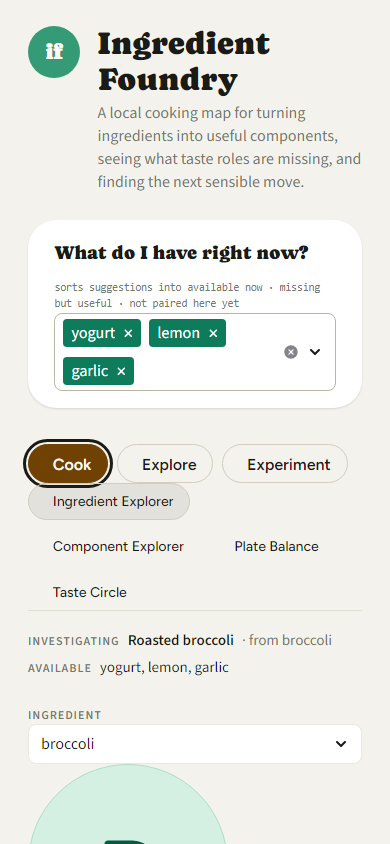 if
Ingredient
Foundry
A local cooking map for turning
ingredients into useful components,
seeing what taste roles are missing, and
finding the next sensible move.
What do I have right now?
sorts suggestions into available now · missing
but useful · not paired here yet
yogurt × lemon ×
garlic ×
Cook Explore Experiment
Ingredient Explorer
Component Explorer Plate Balance
Taste Circle
INVESTIGATING Roasted broccoli · from broccoli
AVAILABLE yogurt, lemon, garlic
INGREDIENT
broccoli